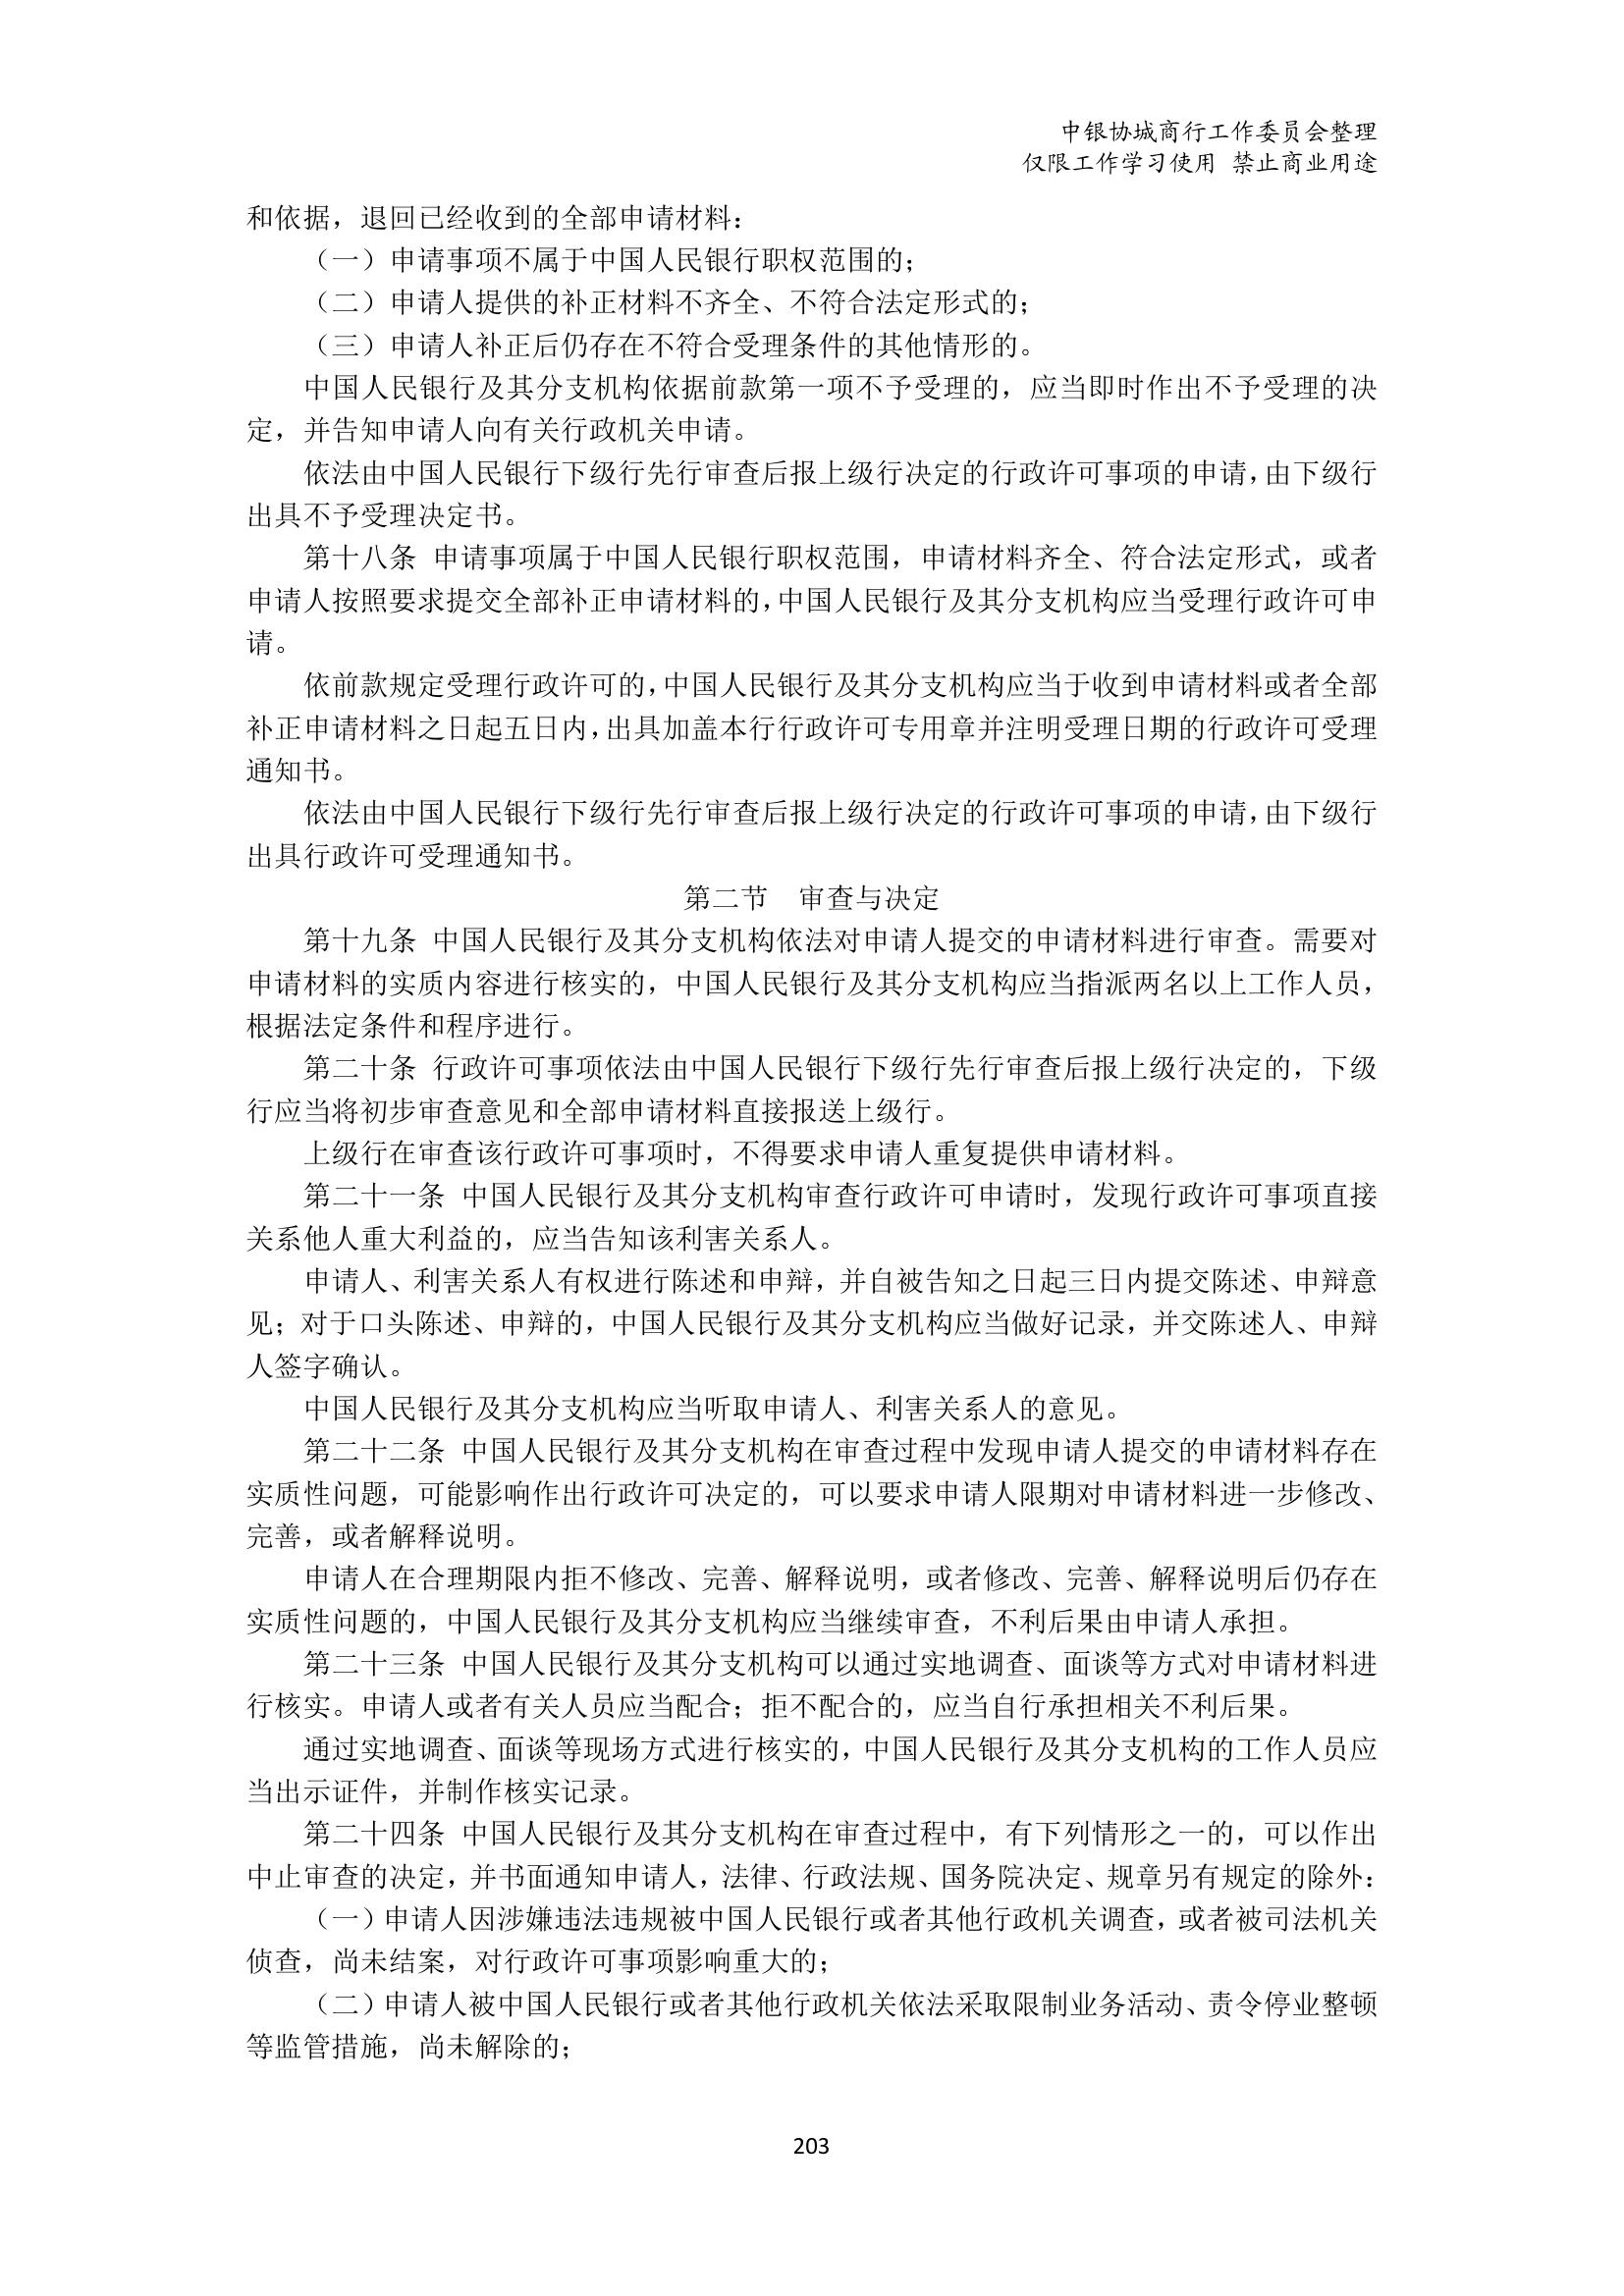 中银协城商行工作委员会整理
仅限工作学习使用 禁止商业用途
和依据，退回已经收到的全部申请材料：
（一）申请事项不属于中国人民银行职权范围的；
（二）申请人提供的补正材料不齐全、不符合法定形式的；
（三）申请人补正后仍存在不符合受理条件的其他情形的。
中国人民银行及其分支机构依据前款第一项不予受理的，应当即时作出不予受理的决
定，并告知申请人向有关行政机关申请。
依法由中国人民银行下级行先行审查后报上级行决定的行政许可事项的申请，由下级行
出具不予受理决定书。
第十八条 申请事项属于中国人民银行职权范围，申请材料齐全、符合法定形式，或者
申请人按照要求提交全部补正申请材料的，中国人民银行及其分支机构应当受理行政许可申
请。
依前款规定受理行政许可的，中国人民银行及其分支机构应当于收到申请材料或者全部
补正申请材料之日起五日内，出具加盖本行行政许可专用章并注明受理日期的行政许可受理
通知书。
依法由中国人民银行下级行先行审查后报上级行决定的行政许可事项的申请，由下级行
出具行政许可受理通知书。
第二节　审查与决定
第十九条 中国人民银行及其分支机构依法对申请人提交的申请材料进行审查。需要对
申请材料的实质内容进行核实的，中国人民银行及其分支机构应当指派两名以上工作人员，
根据法定条件和程序进行。
第二十条 行政许可事项依法由中国人民银行下级行先行审查后报上级行决定的，下级
行应当将初步审查意见和全部申请材料直接报送上级行。
上级行在审查该行政许可事项时，不得要求申请人重复提供申请材料。
第二十一条 中国人民银行及其分支机构审查行政许可申请时，发现行政许可事项直接
关系他人重大利益的，应当告知该利害关系人。
申请人、利害关系人有权进行陈述和申辩，并自被告知之日起三日内提交陈述、申辩意
见；对于口头陈述、申辩的，中国人民银行及其分支机构应当做好记录，并交陈述人、申辩
人签字确认。
中国人民银行及其分支机构应当听取申请人、利害关系人的意见。
第二十二条 中国人民银行及其分支机构在审查过程中发现申请人提交的申请材料存在
实质性问题，可能影响作出行政许可决定的，可以要求申请人限期对申请材料进一步修改、
完善，或者解释说明。
申请人在合理期限内拒不修改、完善、解释说明，或者修改、完善、解释说明后仍存在
实质性问题的，中国人民银行及其分支机构应当继续审查，不利后果由申请人承担。
第二十三条 中国人民银行及其分支机构可以通过实地调查、面谈等方式对申请材料进
行核实。申请人或者有关人员应当配合；拒不配合的，应当自行承担相关不利后果。
通过实地调查、面谈等现场方式进行核实的，中国人民银行及其分支机构的工作人员应
当出示证件，并制作核实记录。
第二十四条 中国人民银行及其分支机构在审查过程中，有下列情形之一的，可以作出
中止审查的决定，并书面通知申请人，法律、行政法规、国务院决定、规章另有规定的除外：
（一）申请人因涉嫌违法违规被中国人民银行或者其他行政机关调查，或者被司法机关
侦查，尚未结案，对行政许可事项影响重大的；
（二）申请人被中国人民银行或者其他行政机关依法采取限制业务活动、责令停业整顿
等监管措施，尚未解除的；
203